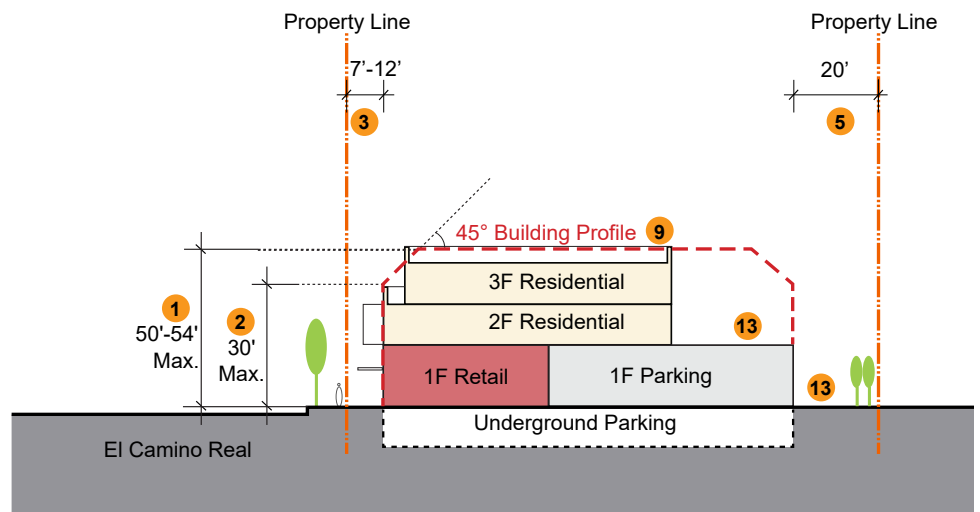 Property Line
Property Line
7’-12’
20’
3
5
45° Building Profile
9
3F Residential
1
50'-54'
Max.
2
30'
Max.
2F Residential
13
1F Retail
1F Parking
13
Underground Parking
El Camino Real